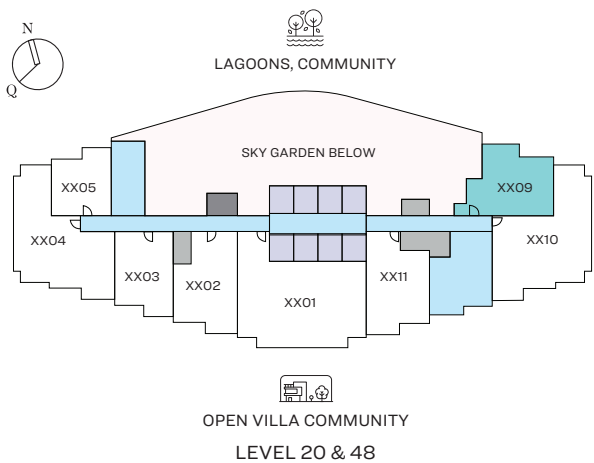 N
Q
LAGOONS, COMMUNITY
SKY GARDEN BELOW
XX05
XX09
XX04
XX10
XX03
XX02
XX11
XX01
OPEN VILLA COMMUNITY
LEVEL 20 & 48